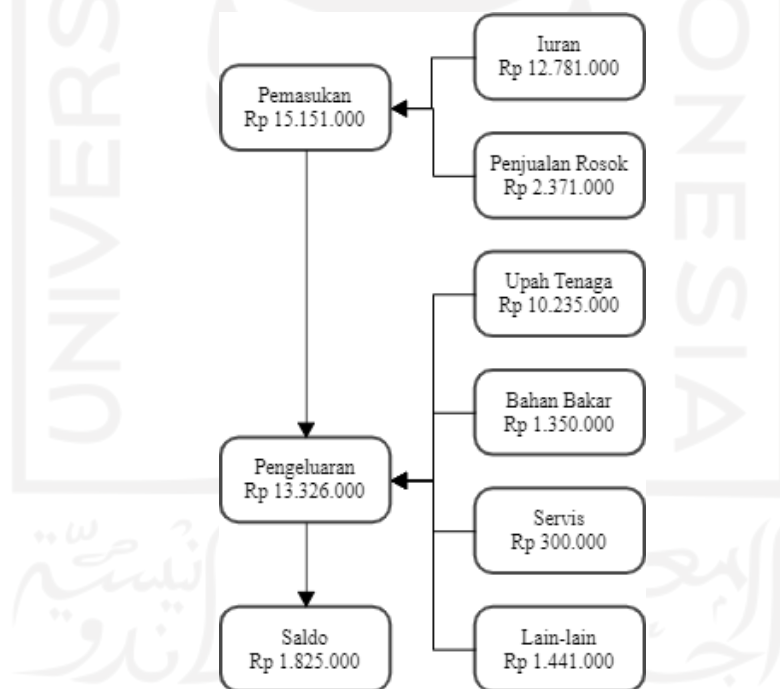 Iuran
Rp 12.781.000
Pemasukan
Rp 15.151.000
Penjualan Rosok
Rp 2.371.000
Upah Tenaga
Rp 10.235.000
Bahan Bakar
Rp 1.350.000
Pengeluaran
Rp 13.326.000
Servis
Rp 300.000
Saldo
Rp 1.825.000
Lain-lain
Rp 1.441.000
UNIVERS
ONESIA